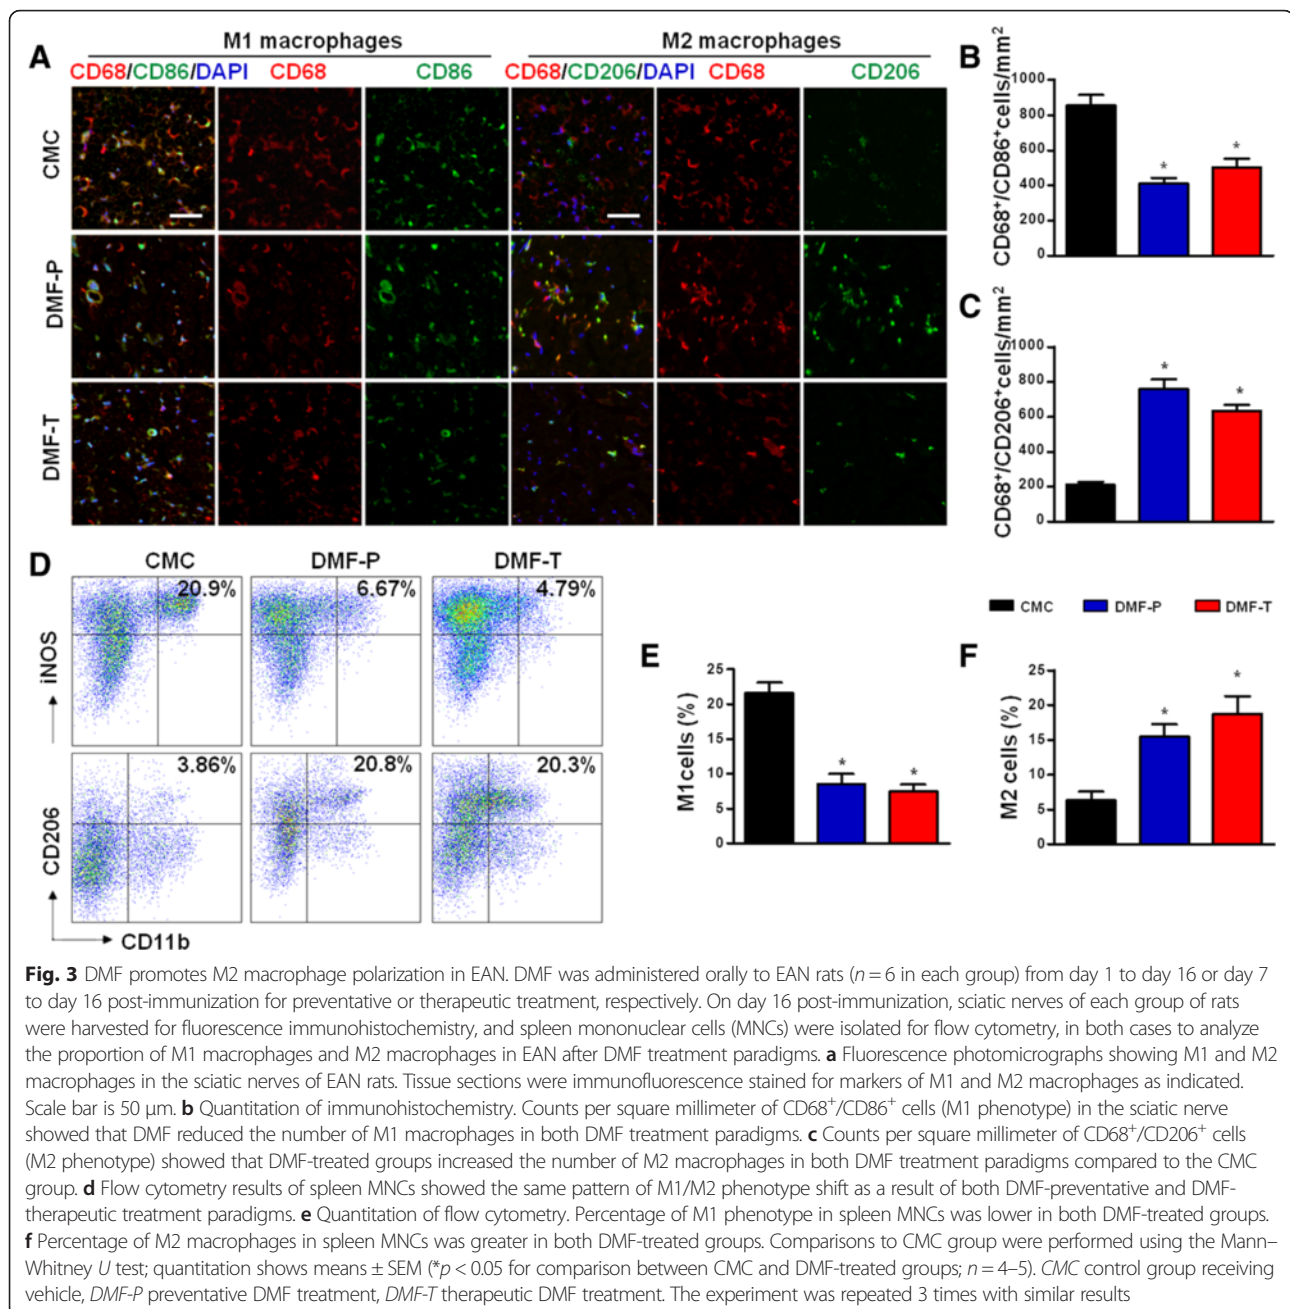 A
M1 macrophages
M2 macrophages
CD68/CD86/DAPI CD68 CD86 CD68/CD206/DAPI CD68 CD206
CMC
DMF-P
DMF-T
B
CD68+/CD86+cells/mm2
1000
800
600
400
200
0
*
*
C
CD68+/CD206+cells/mm2
1000
800
600
400
200
0
*
*
CMC DMF-P DMF-T
D
CMC DMF-P DMF-T
20.9% 6.67% 4.79%
iNOS
3.86% 20.8% 20.3%
CD206
CD11b
E
M1cells (%)
25
20
15
10
5
0
*
*
F
M2 cells (%)
25
20
15
10
5
0
*
*
Fig. 3 DMF promotes M2 macrophage polarization in EAN. DMF was administered orally to EAN rats (n = 6 in each group) from day 1 to day 16 or day 7
to day 16 post-immunization for preventative or therapeutic treatment, respectively. On day 16 post-immunization, sciatic nerves of each group of rats
were harvested for fluorescence immunohistochemistry, and spleen mononuclear cells (MNCs) were isolated for flow cytometry, in both cases to analyze
the proportion of M1 macrophages and M2 macrophages in EAN after DMF treatment paradigms. a Fluorescence photomicrographs showing M1 and M2
macrophages in the sciatic nerves of EAN rats. Tissue sections were immunofluorescence stained for markers of M1 and M2 macrophages as indicated.
Scale bar is 50 μm. b Quantitation of immunohistochemistry. Counts per square millimeter of CD68+/CD86+ cells (M1 phenotype) in the sciatic nerve
showed that DMF reduced the number of M1 macrophages in both DMF treatment paradigms. c Counts per square millimeter of CD68+/CD206+ cells
(M2 phenotype) showed that DMF-treated groups increased the number of M2 macrophages in both DMF treatment paradigms compared to the CMC
group. d Flow cytometry results of spleen MNCs showed the same pattern of M1/M2 phenotype shift as a result of both DMF-preventative and DMF-
therapeutic treatment paradigms. e Quantitation of flow cytometry. Percentage of M1 phenotype in spleen MNCs was lower in both DMF-treated groups.
f Percentage of M2 macrophages in spleen MNCs was greater in both DMF-treated groups. Comparisons to CMC group were performed using the Mann–
Whitney U test; quantitation shows means ± SEM (*p < 0.05 for comparison between CMC and DMF-treated groups; n = 4–5). CMC control group receiving
vehicle, DMF-P preventative DMF treatment, DMF-T therapeutic DMF treatment. The experiment was repeated 3 times with similar results